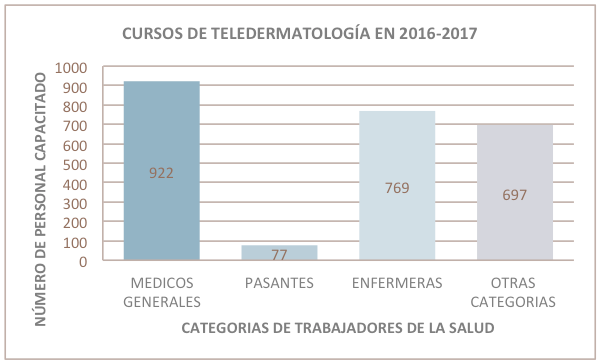 CURSOS DE TELEDERMATOLOGÍA EN 2016-2017
NÚMERO DE PERSONAL CAPACITADO
1000
900
800
700
600
500
400
300
200
100
0
922
77
769
697
MEDICOS
GENERALES
PASANTES
ENFERMERAS
OTRAS
CATEGORIAS
CATEGORIAS DE TRABAJADORES DE LA SALUD